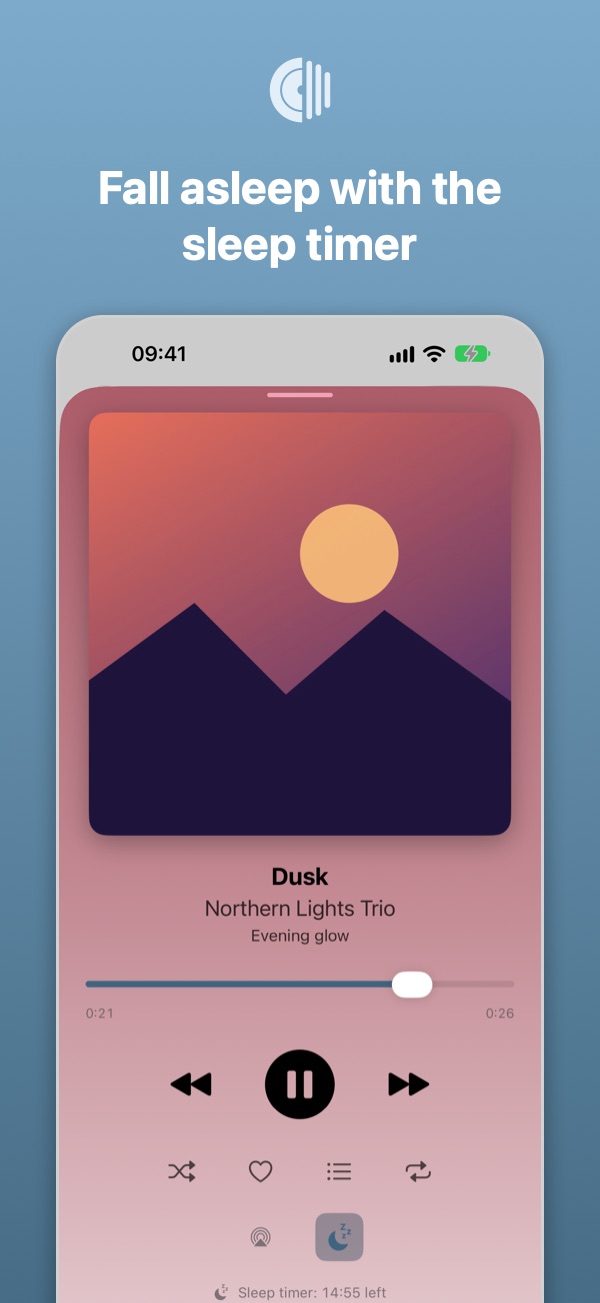 Fall asleep with the
sleep timer
09:41
Dusk
Northern Lights Trio
Evening glow
0:21
0:26
Sleep timer: 14:55 left